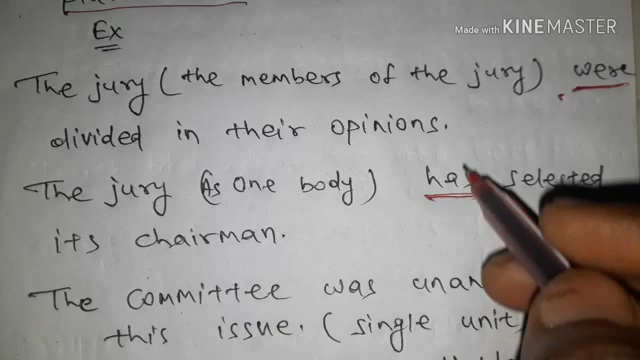 Made with KINEMASTER
Ex
The jury (the members of the jury) were
divided in their opinions.
The jury (As one body) has selected
its chairman.
The committee was
this issue. (single unit